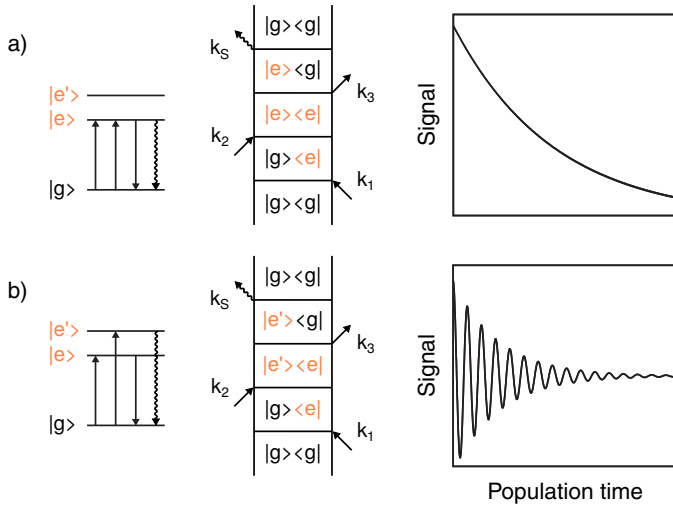 a)
|e'>
|e>
|g>
k_S
|g><g|
|e><g|
k_3
|e><e|
k_2
|g><e|
k_1
|g><g|
Signal
b)
|e'>
|e>
|g>
k_S
|g><g|
|e'><g|
k_3
|e'><e|
k_2
|g><e|
k_1
|g><g|
Signal
Population time